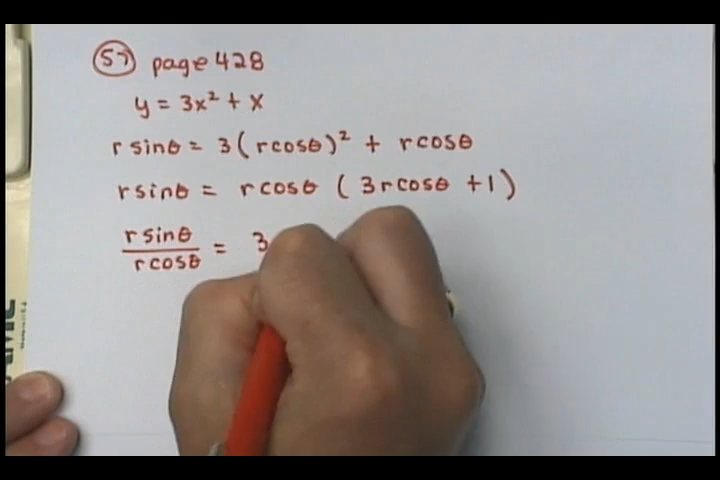 57 page 428
y = 3x² + x
r sinθ = 3(r cosθ)² + r cosθ
r sinθ = r cosθ (3r cosθ + 1)
r sinθ / r cosθ = 3